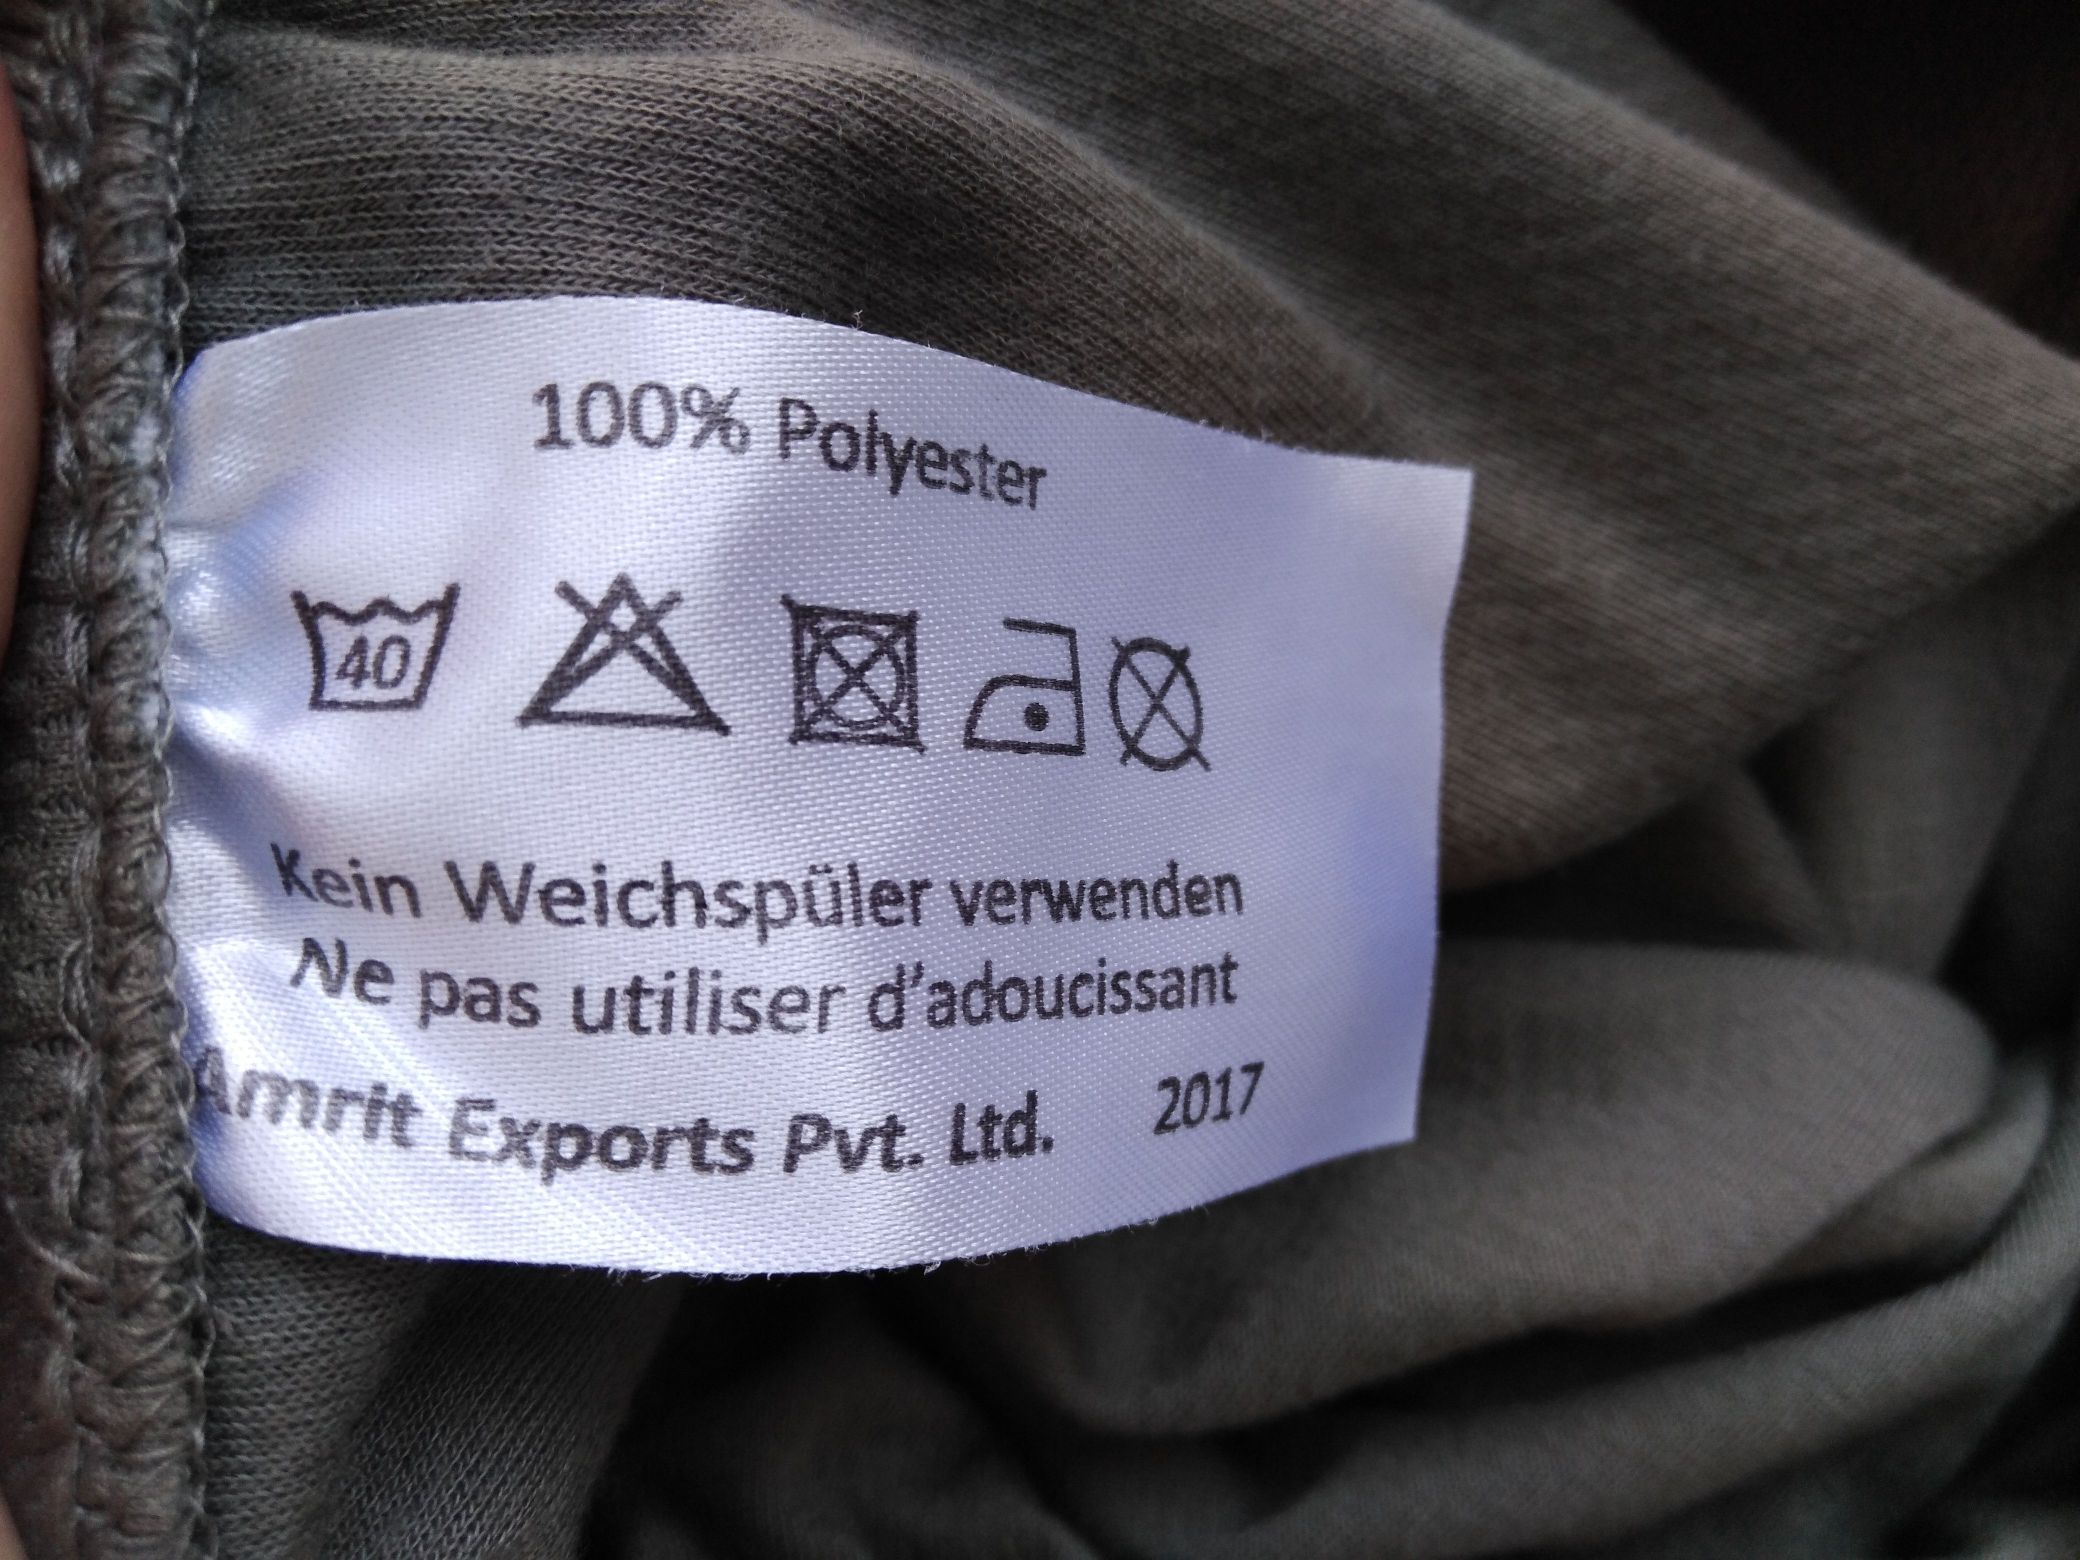 100% Polyester
40
Kein Weichspüler verwenden
Ne pas utiliser d'adoucissant
Amrit Exports Pvt. Ltd. 2017